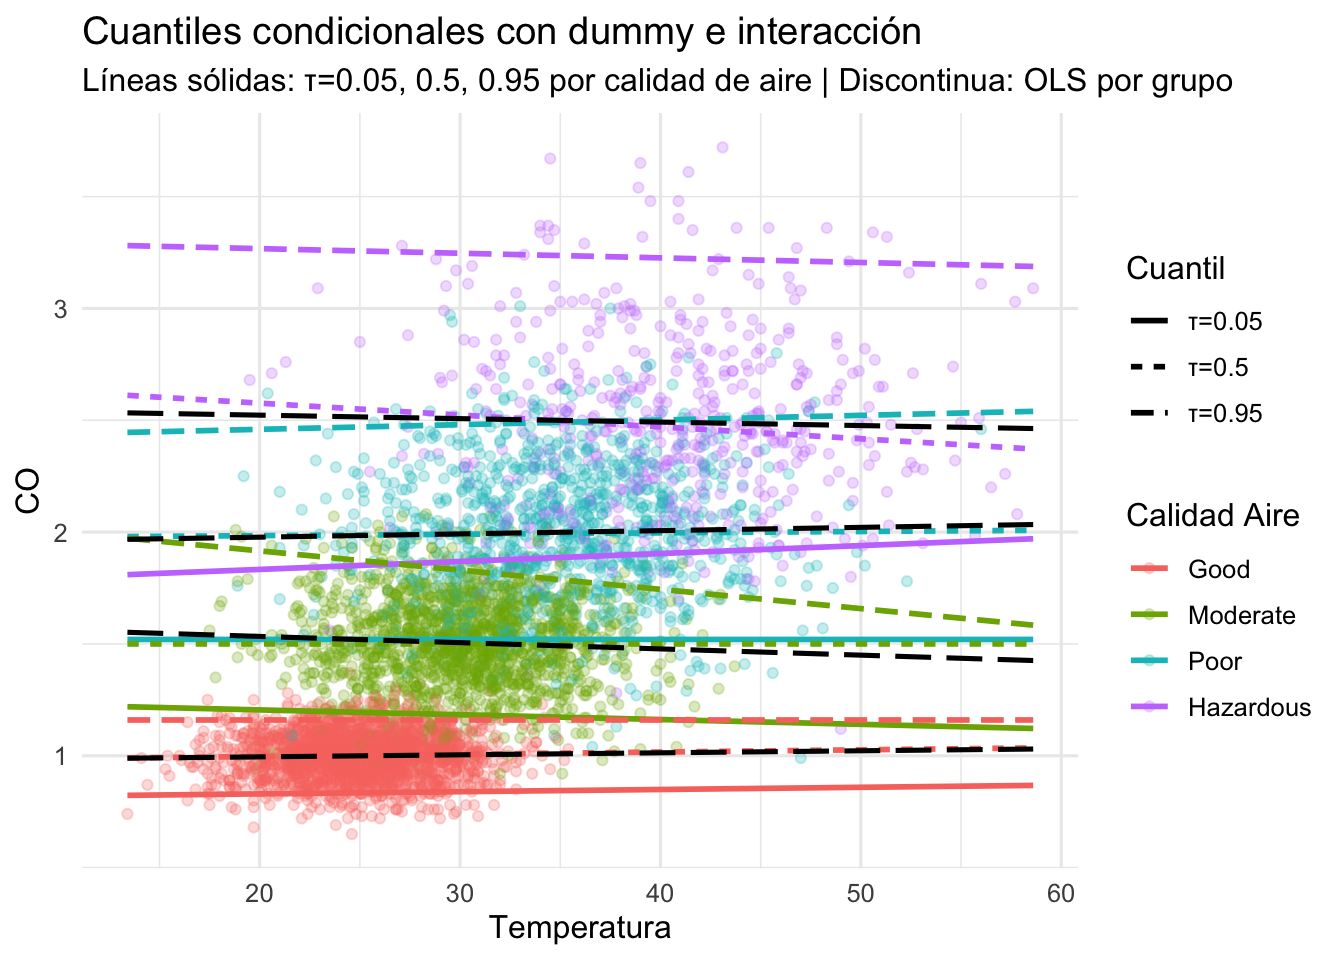 Cuantiles condicionales con dummy e interacción
Líneas sólidas: τ=0.05, 0.5, 0.95 por calidad de aire | Discontinua: OLS por grupo
CO
3
2
1
20
30
40
50
60
Temperatura
Cuantil
τ=0.05
τ=0.5
τ=0.95
Calidad Aire
Good
Moderate
Poor
Hazardous